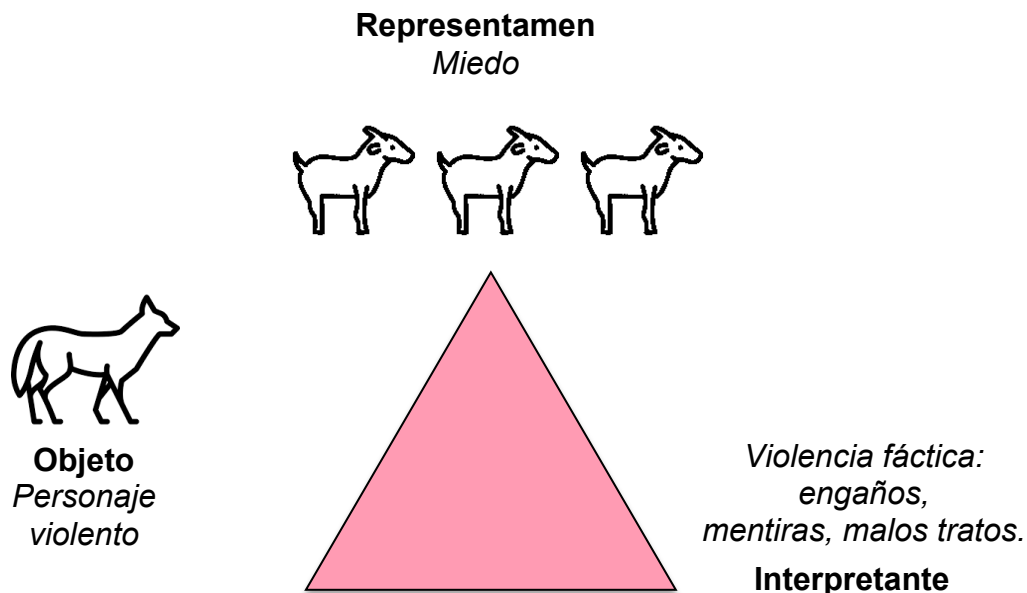 Representamen
Miedo
Objeto
Personaje
violento
Violencia fáctica:
engaños,
mentiras, malos tratos.
Interpretante